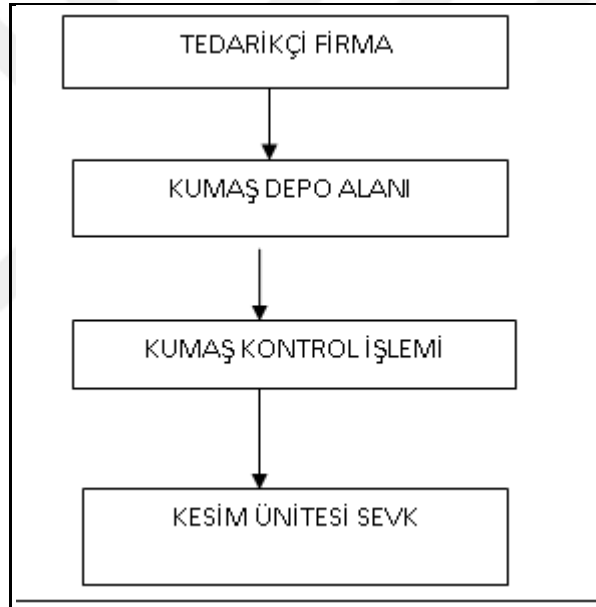 TEDARİKÇİ FİRMA
KUMAŞ DEPO ALANI
KUMAŞ KONTROL İŞLEMİ
KESİM ÜNİTESİ SEVK